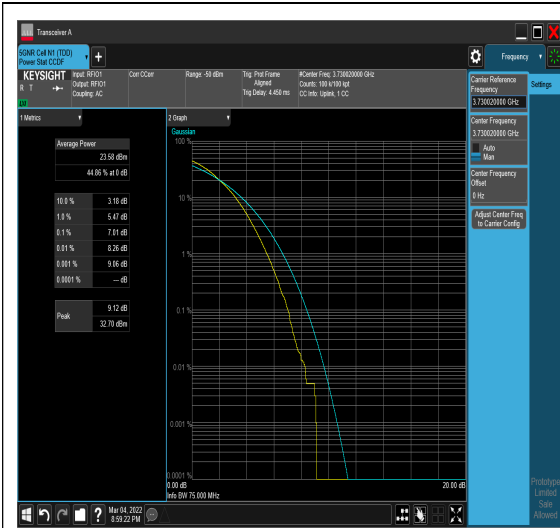 Transceiver A
5GNR Cell N1 (TDD)
Power Stat CCDF
+
Frequency
KEYSIGHT
R T
LXI
Input: RFIO1
Output: RFIO1
Coupling: AC
Corr CCorr
Range: -50 dBm
Trig: Prot Frame
Aligned
Trig Delay: 4.450 ms
#Center Freq: 3.730020000 GHz
Counts: 100 k/100 kpt
CC Info: Uplink, 1 CC
Carrier Reference
Frequency
3.730020000 GHz
Settings
Center Frequency
3.730020000 GHz
Auto
Man
Center Frequency
Offset
0 Hz
Adjust Center Freq
to Carrier Config
1 Metrics
Average Power
23.58 dBm
44.86 % at 0 dB
10.0 % 3.18 dB
1.0 % 5.47 dB
0.1 % 7.01 dB
0.01 % 8.26 dB
0.001 % 9.06 dB
0.0001 % --- dB
Peak
9.12 dB
32.70 dBm
2 Graph
Gaussian
100 %
10 %
1 %
0.1 %
0.01 %
0.001 %
0.0001 %
0.00 dB
20.00 dB
Info BW 75.000 MHz
Prototype
Limited
Sale
Allowed
?
Mar 04, 2022
8:59:22 PM